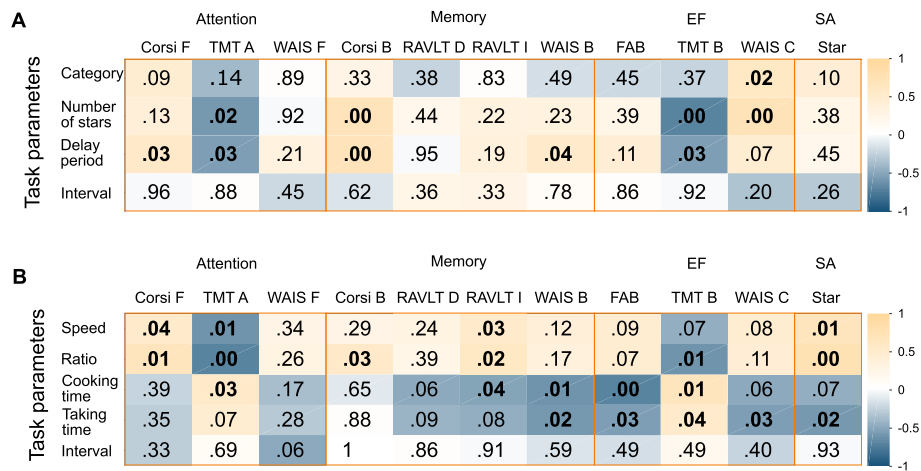 A
Attention Memory EF SA
Corsi F TMT A WAIS F Corsi B RAVLT D RAVLT I WAIS B FAB TMT B WAIS C Star
Task parameters
Category .09 .14 .89 .33 .38 .83 .49 .45 .37 .02 .10
Number
of stars .13 .02 .92 .00 .44 .22 .23 .39 .00 .00 .38
Delay
period .03 .03 .21 .00 .95 .19 .04 .11 .03 .07 .45
Interval .96 .88 .45 .62 .36 .33 .78 .86 .92 .20 .26
1
0.5
0
-0.5
-1
B
Attention Memory EF SA
Corsi F TMT A WAIS F Corsi B RAVLT D RAVLT I WAIS B FAB TMT B WAIS C Star
Task parameters
Speed .04 .01 .34 .29 .24 .03 .12 .09 .07 .08 .01
Ratio .01 .00 .26 .03 .39 .02 .17 .07 .01 .11 .00
Cooking
time .39 .03 .17 .65 .06 .04 .01 .00 .01 .06 .07
Taking
time .35 .07 .28 .88 .09 .08 .02 .03 .04 .03 .02
Interval .33 .69 .06 1 .86 .91 .59 .49 .49 .40 .93
1
0.5
0
-0.5
-1